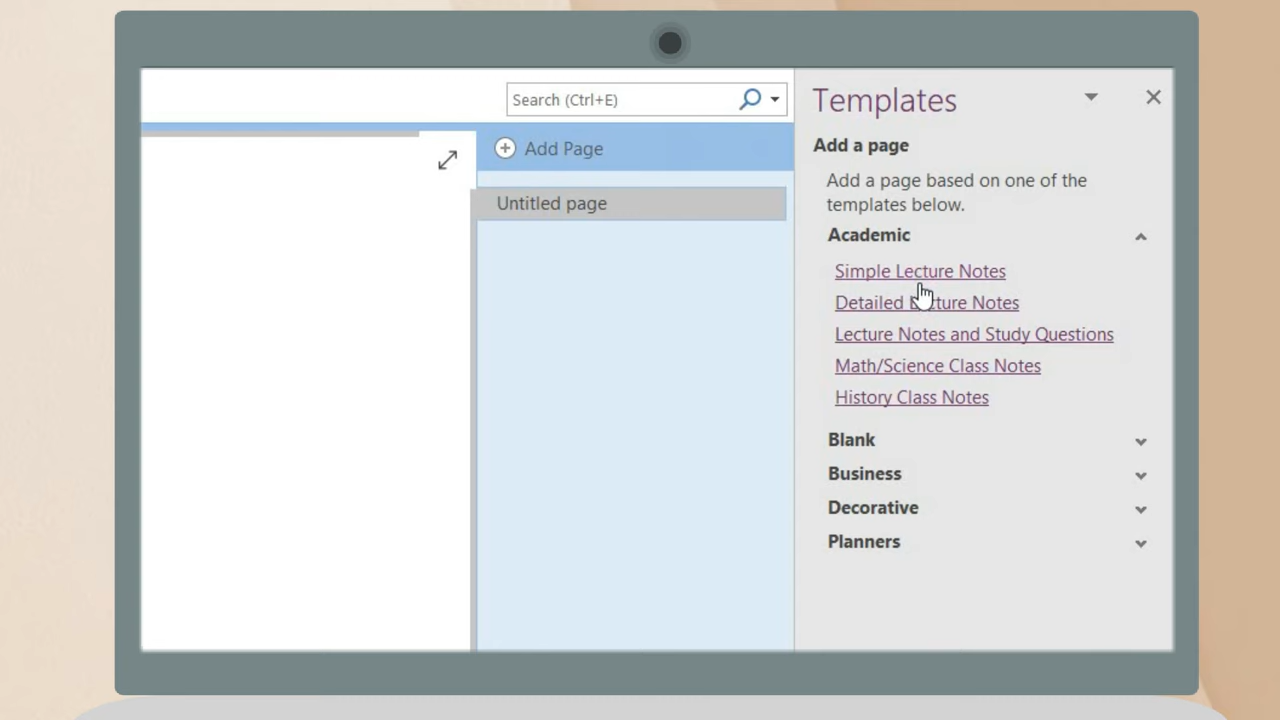 Search (Ctrl+E)
Add Page
Untitled page
Templates
Add a page
Add a page based on one of the
templates below.
Academic
Simple Lecture Notes
Detailed Lecture Notes
Lecture Notes and Study Questions
Math/Science Class Notes
History Class Notes
Blank
Business
Decorative
Planners